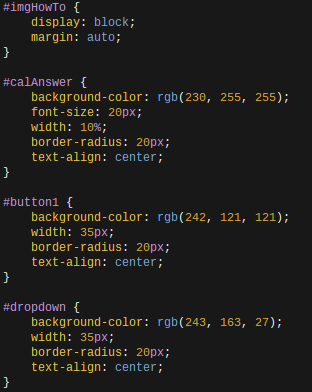 #imgHowTo {
    display: block;
    margin: auto;
}

#calAnswer {
    background-color: rgb(230, 255, 255);
    font-size: 20px;
    width: 10%;
    border-radius: 20px;
    text-align: center;
}

#button1 {
    background-color: rgb(242, 121, 121);
    width: 35px;
    border-radius: 20px;
    text-align: center;
}

#dropdown {
    background-color: rgb(243, 163, 27);
    width: 35px;
    border-radius: 20px;
    text-align: center;
}